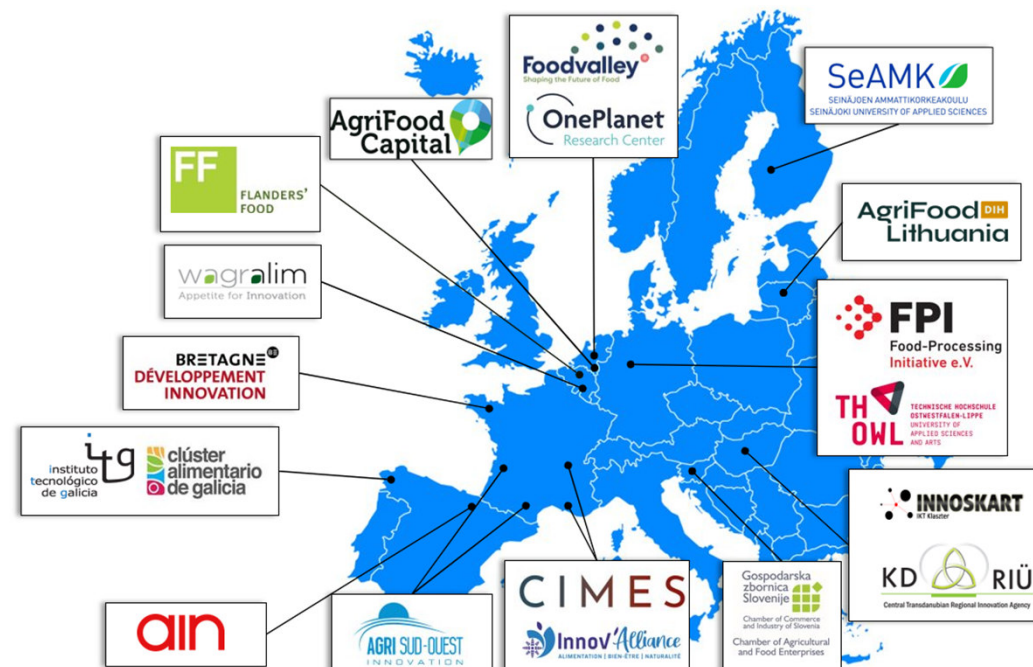 Foodvalley
Shaping the Future of Food
OnePlanet
Research Center
SeAMK
SEINÄJOEN AMMATTIKORKEAKOULU
SEINÄJOKI UNIVERSITY OF APPLIED SCIENCES
AgriFood
Capital
FF
FLANDERS'
FOOD
AgriFood DIH
Lithuania
wagralim
Appetite for Innovation
FPI
Food-Processing
Initiative e.V.
TH
OWL
TECHNISCHE HOCHSCHULE
OSTWESTFALEN-LIPPE
UNIVERSITY OF
APPLIED SCIENCES
AND ARTS
BRETAGNE
DÉVELOPPEMENT
INNOVATION
itg
instituto
tecnológico
de galicia
clúster
alimentario
de galicia
INNOSKART
IKT Klaszter
KD RIÜ
Central Transdanubian Regional Innovation Agency
ain
AGRI SUD-OUEST
INNOVATION
CIMES
Innov'Alliance
ALIMENTATION | BIEN-ÊTRE | NATURALITÉ
Gospodarska
zbornica
Slovenije
Chamber of Commerce
and Industry of Slovenia
Chamber of Agricultural
and Food Enterprises